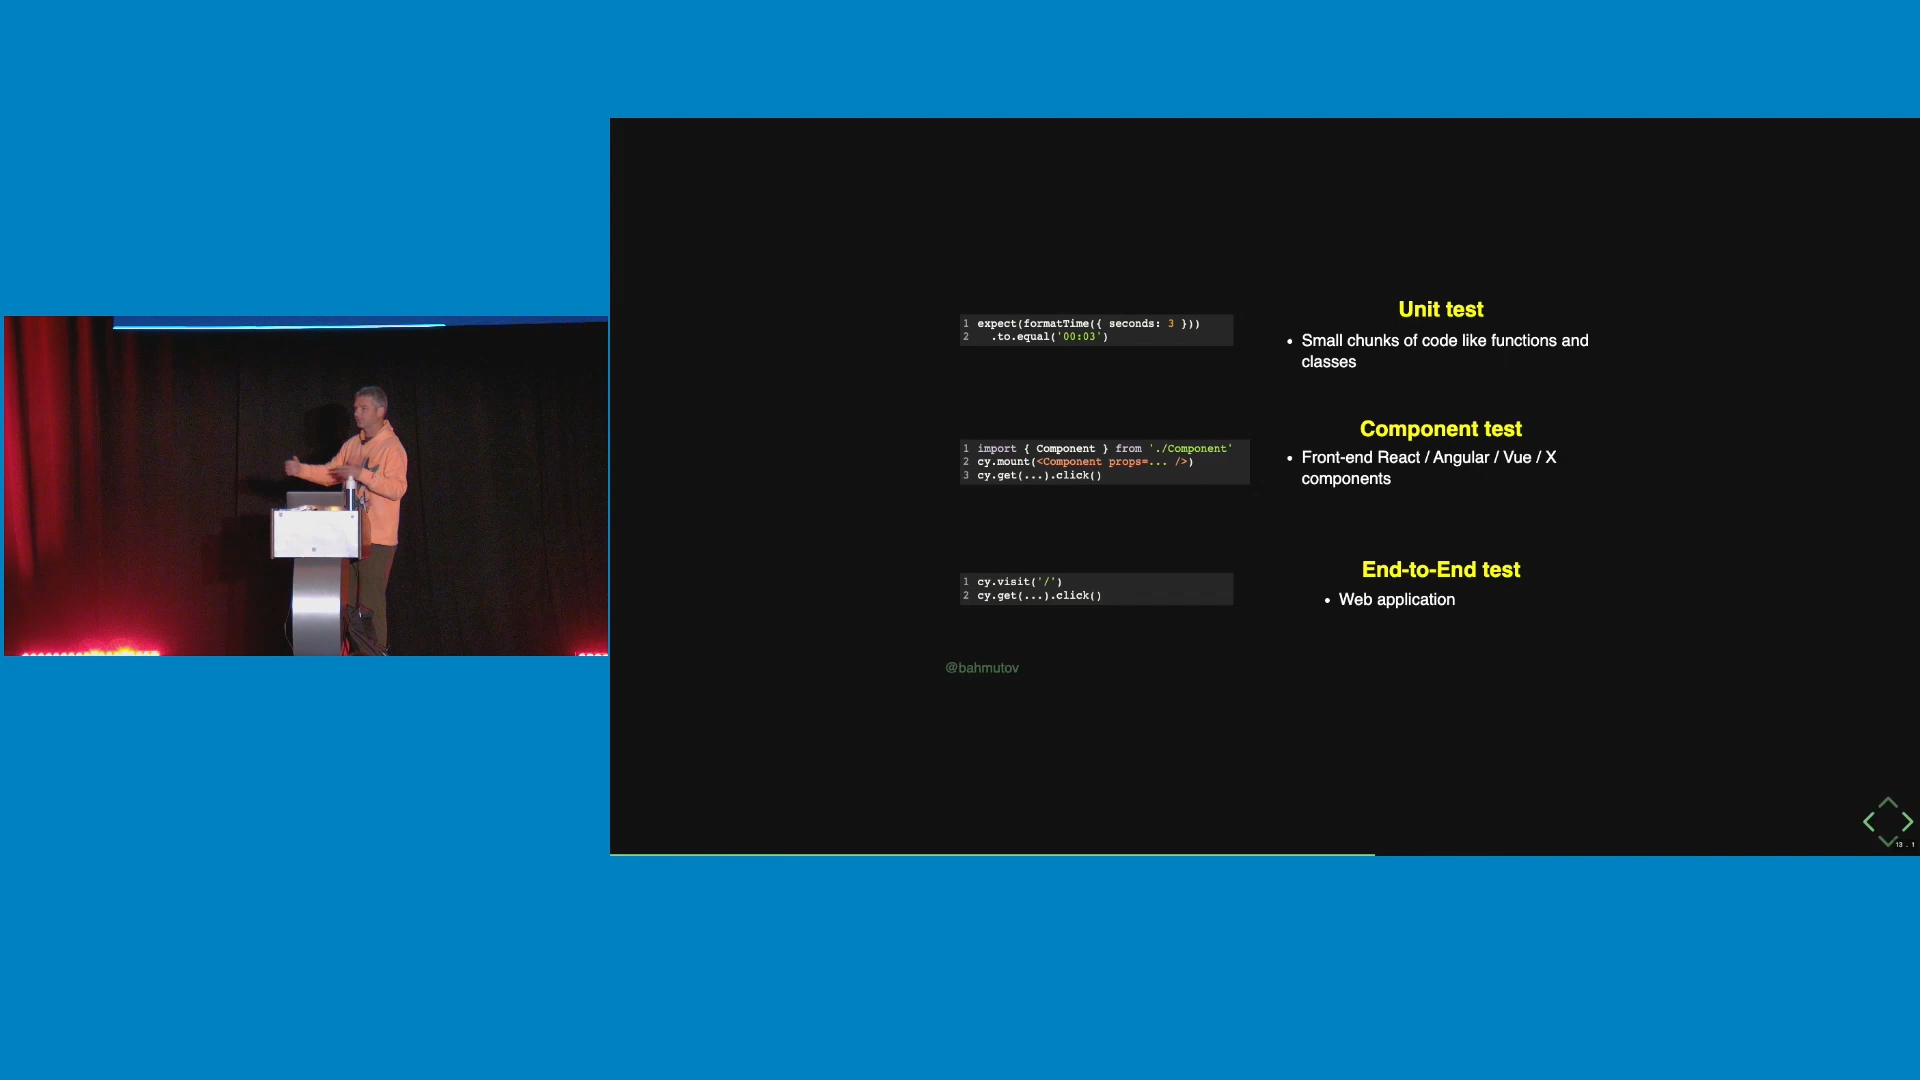 1 expect(formatTime({ seconds: 3 }))
2 .to.equal('00:03')
Unit test
• Small chunks of code like functions and
classes
1 import { Component } from './Component'
2 cy.mount(<Component props=... />)
3 cy.get(...).click()
Component test
• Front-end React / Angular / Vue / X
components
1 cy.visit('/')
2 cy.get(...).click()
End-to-End test
• Web application
@bahmutov
13 . 1